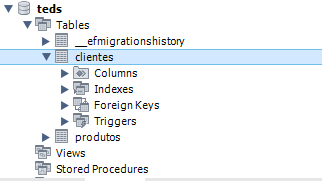 teds
Tables
__efmigrationshistory
clientes
Columns
Indexes
Foreign Keys
Triggers
produtos
Views
Stored Procedures